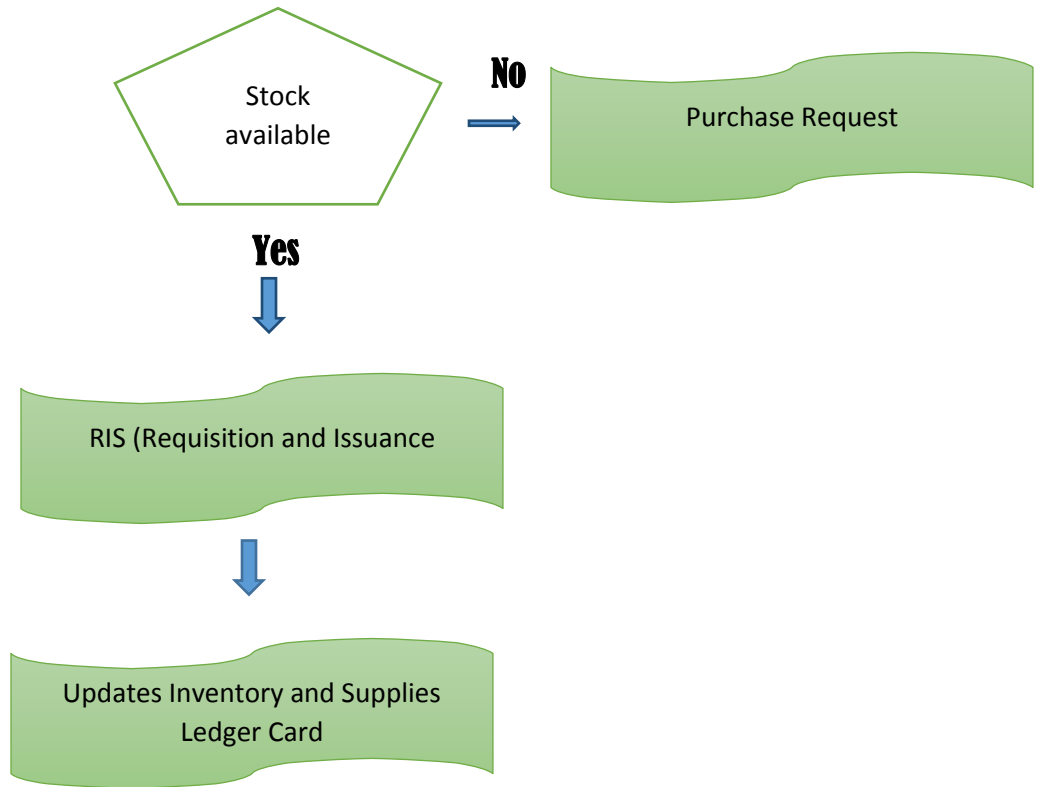 Stock
available
No
Purchase Request
Yes
RIS (Requisition and Issuance
Updates Inventory and Supplies
Ledger Card